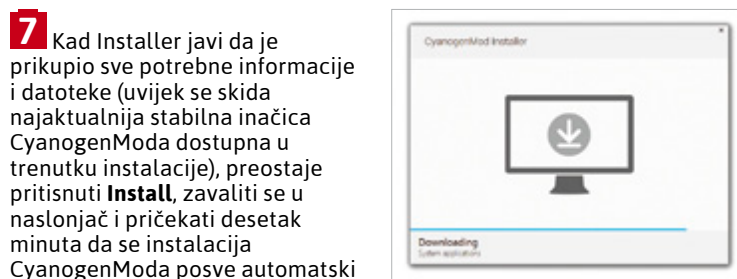 7 Kad Installer javi da je
prikupio sve potrebne informacije
i datoteke (uvijek se skida
najaktualnija stabilna inačica
CyanogenModa dostupna u
trenutku instalacije), preostaje
pritisnuti Install, zavaliti se u
naslonjač i pričekati desetak
minuta da se instalacija
CyanogenModa posve automatski
CyanogenMod Installer
Downloading
System applications